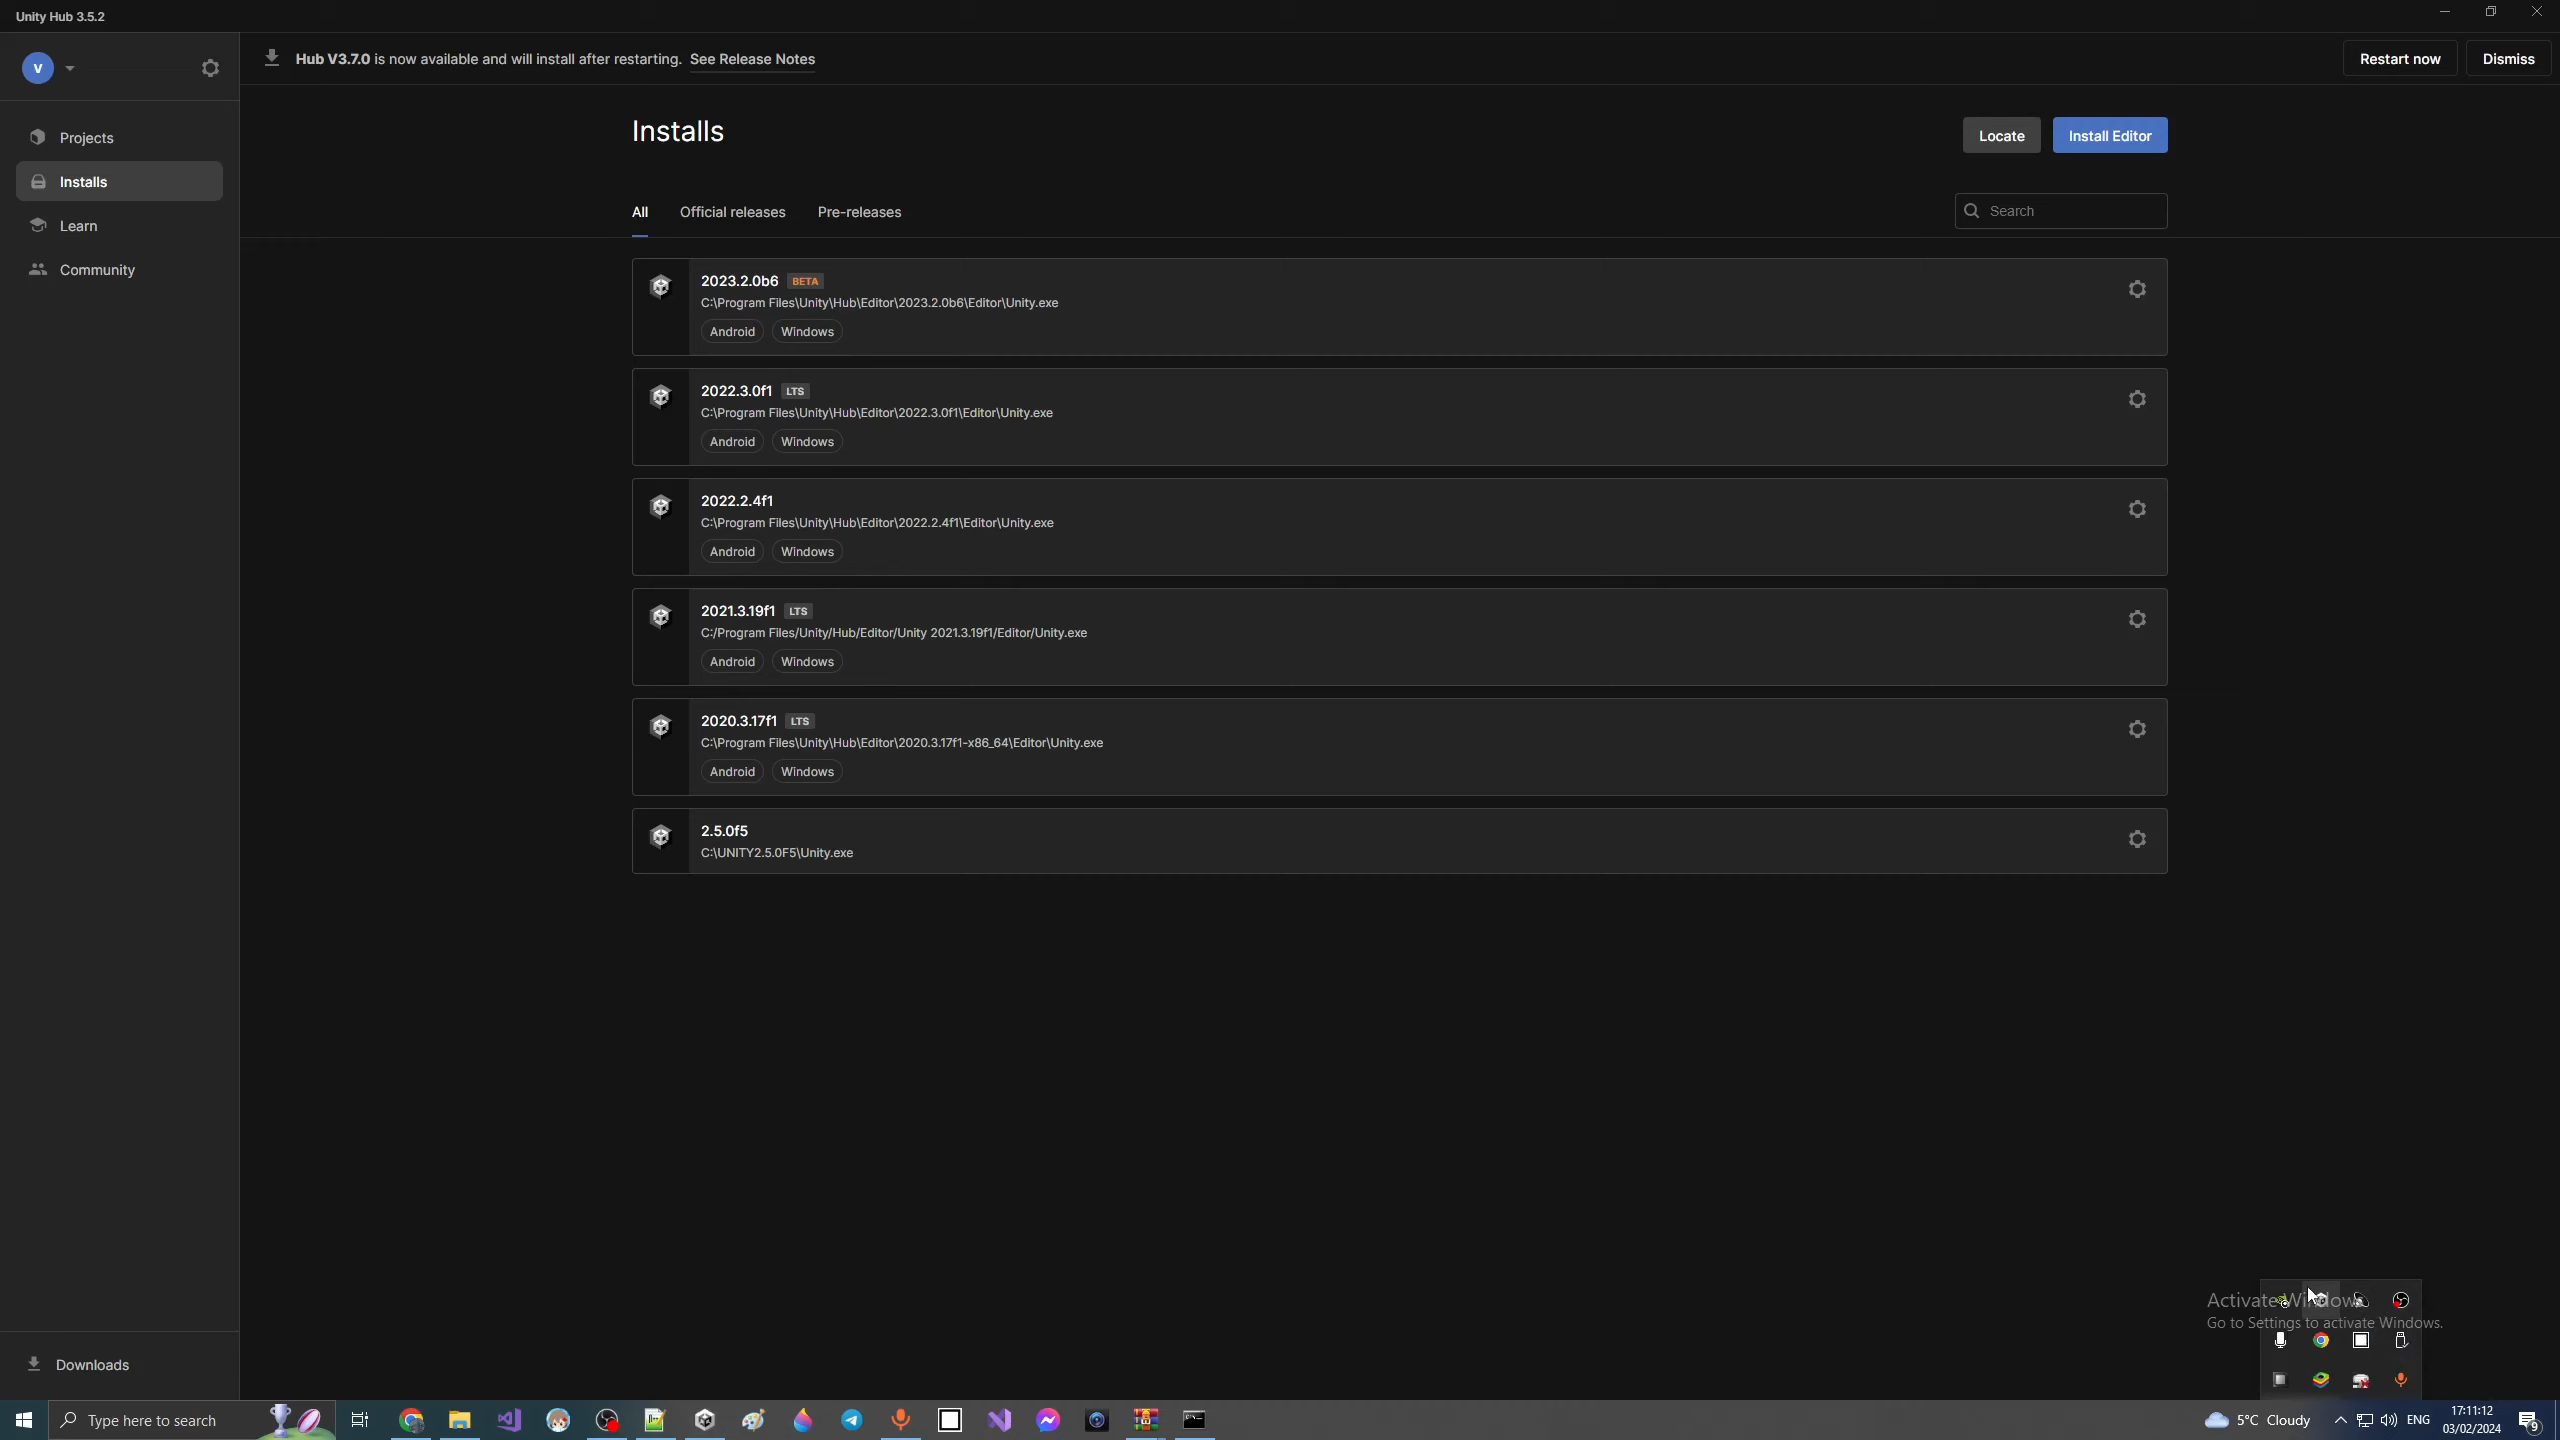 Unity Hub 3.5.2
V
Hub V3.7.0 is now available and will install after restarting. See Release Notes
Restart now
Dismiss
Projects
Installs
Learn
Community
Downloads
Installs
Locate
Install Editor
All
Official releases
Pre-releases
Search
2023.2.0b6 BETA
C:\Program Files\Unity\Hub\Editor\2023.2.0b6\Editor\Unity.exe
Android Windows
2022.3.0f1 LTS
C:\Program Files\Unity\Hub\Editor\2022.3.0f1\Editor\Unity.exe
Android Windows
2022.2.4f1
C:\Program Files\Unity\Hub\Editor\2022.2.4f1\Editor\Unity.exe
Android Windows
2021.3.19f1 LTS
C:/Program Files/Unity/Hub/Editor/Unity 2021.3.19f1/Editor/Unity.exe
Android Windows
2020.3.17f1 LTS
C:\Program Files\Unity\Hub\Editor\2020.3.17f1-x86_64\Editor\Unity.exe
Android Windows
2.5.0f5
C:\UNITY2.5.0F5\Unity.exe
Activate Windows
Go to Settings to activate Windows.
Type here to search
5°C Cloudy
ENG
17:11:12
03/02/2024
9